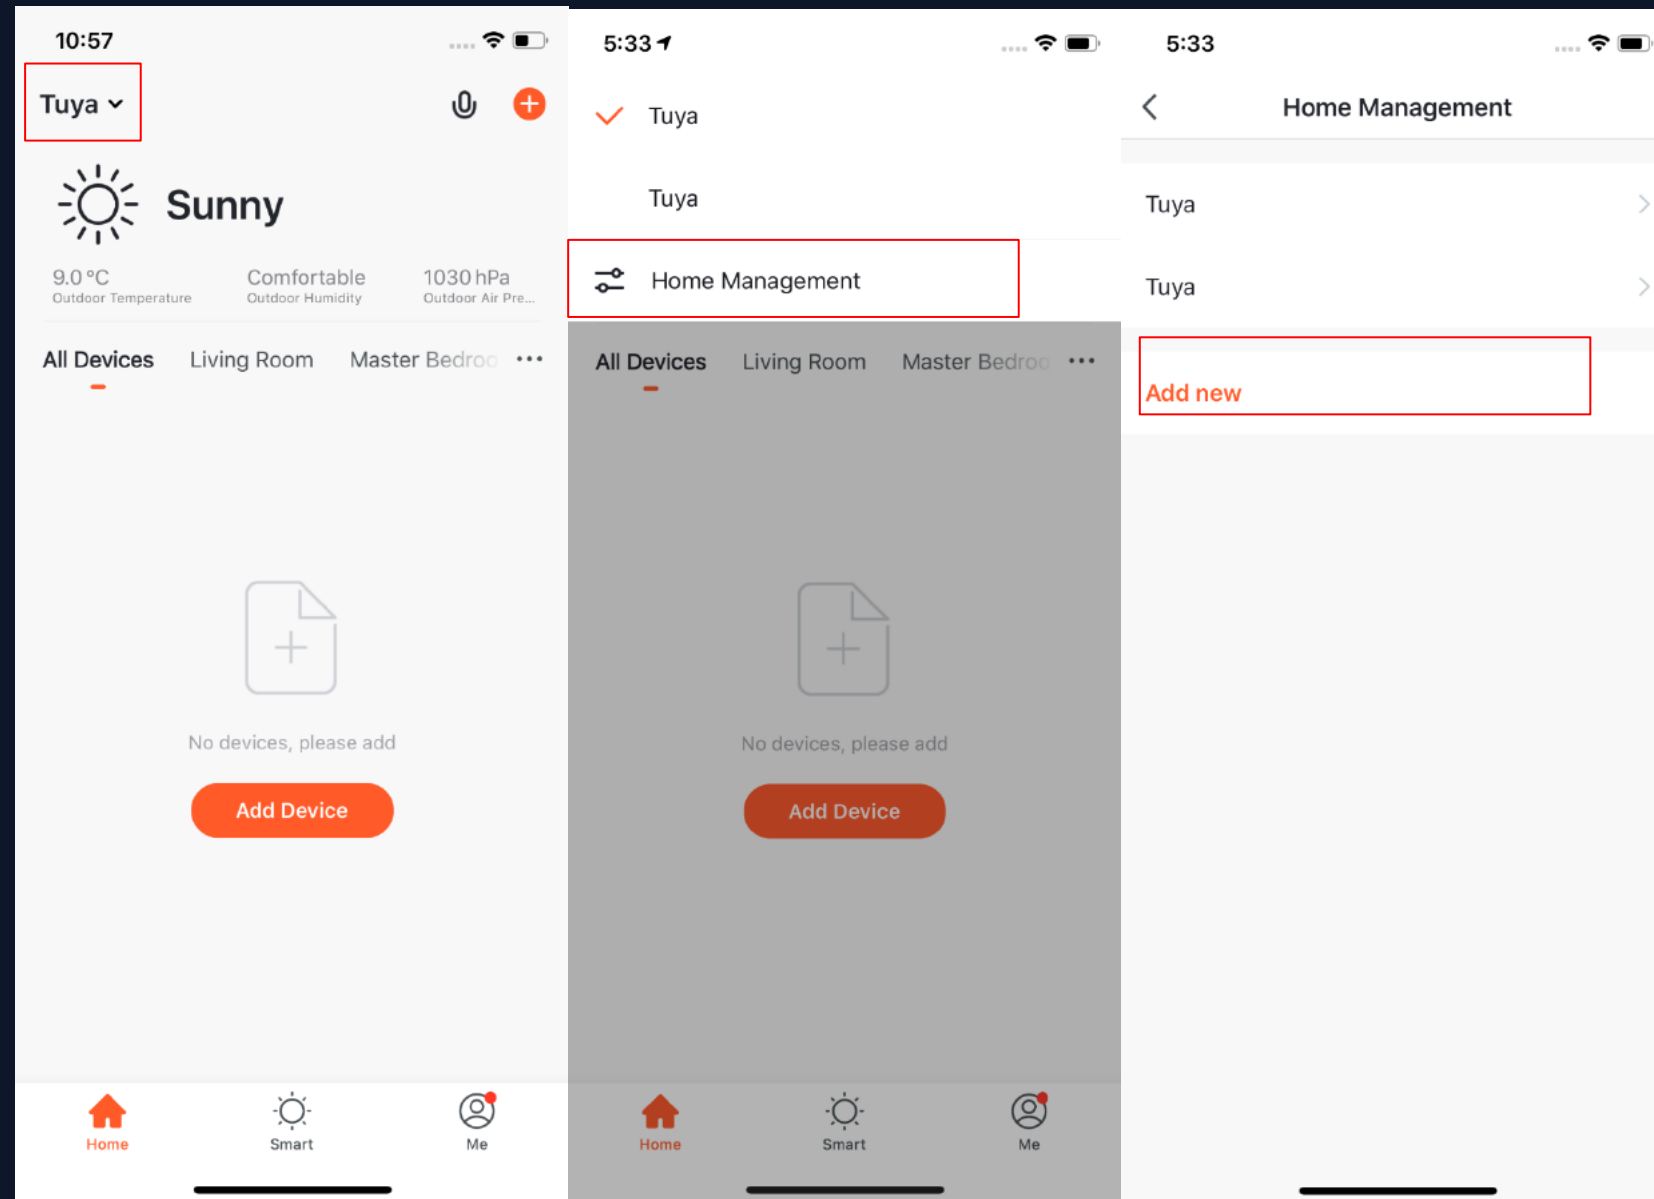 10:57
Tuya
Sunny
9.0 °C
Outdoor Temperature
Comfortable
Outdoor Humidity
1030 hPa
Outdoor Air Pre...
All Devices Living Room Master Bedroo
No devices, please add
Add Device
Home Smart Me
5:33
Tuya
Tuya
Home Management
All Devices Living Room Master Bedroo
No devices, please add
Add Device
Home Smart Me
5:33
Home Management
Tuya
Tuya
Add new